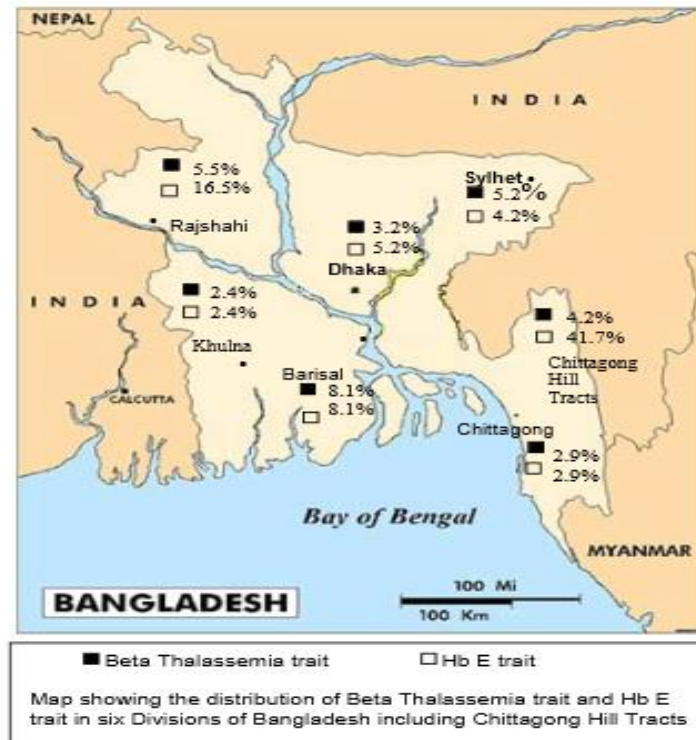 NEPAL
INDIA
5.5%
16.5%
Rajshahi
Sylhet
5.2%
4.2%
3.2%
5.2%
Dhaka
INDIA
2.4%
2.4%
Khulna
4.2%
41.7%
Chittagong
Hill
Tracts
Barisal
8.1%
8.1%
CALCUTTA
Chittagong
2.9%
2.9%
Bay of Bengal
MYANMAR
BANGLADESH
100 Mi
100 Km
Beta Thalassemia trait Hb E trait
Map showing the distribution of Beta Thalassemia trait and Hb E
trait in six Divisions of Bangladesh including Chittagong Hill Tracts